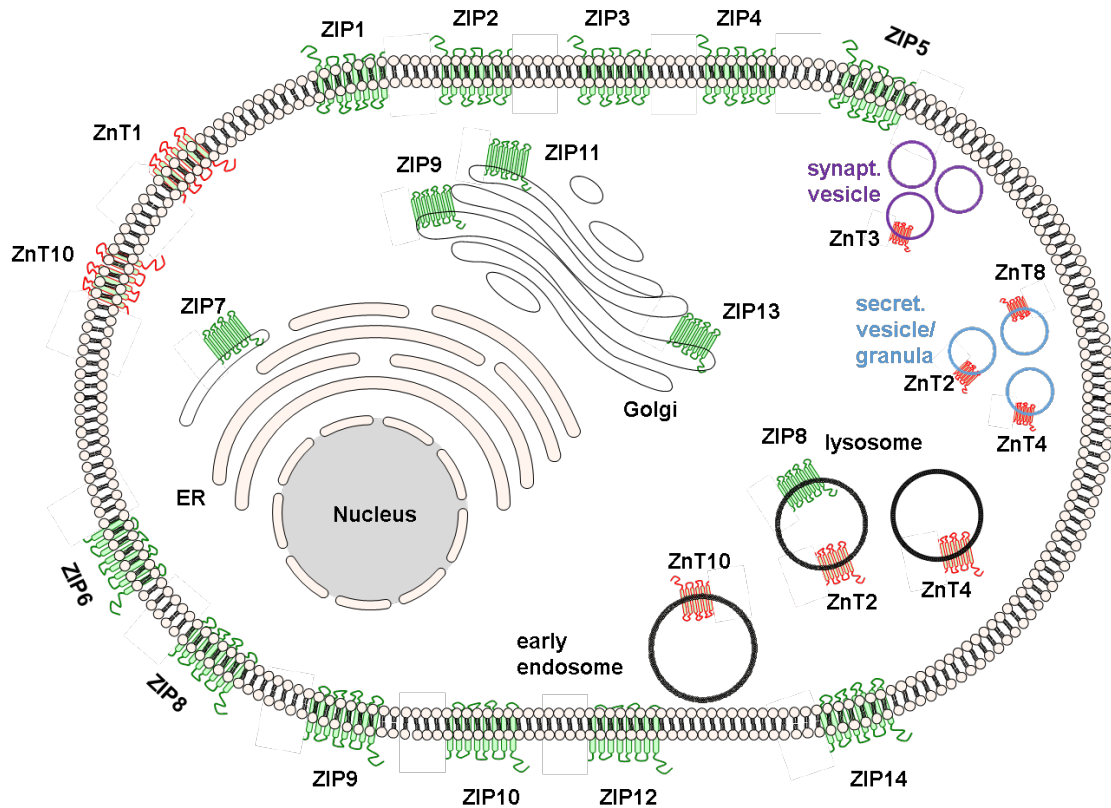 ZIP1
ZIP2
ZIP3
ZIP4
ZIP5
ZnT1
ZIP9
ZIP11
synapt.
vesicle
ZnT3
ZnT10
ZIP7
ZIP13
ZnT8
secret.
vesicle/
granula
ZnT2
ZnT4
Golgi
ZIP8
lysosome
ER
Nucleus
ZnT10
ZnT2
ZnT4
ZIP6
early
endosome
ZIP8
ZIP9
ZIP10
ZIP12
ZIP14